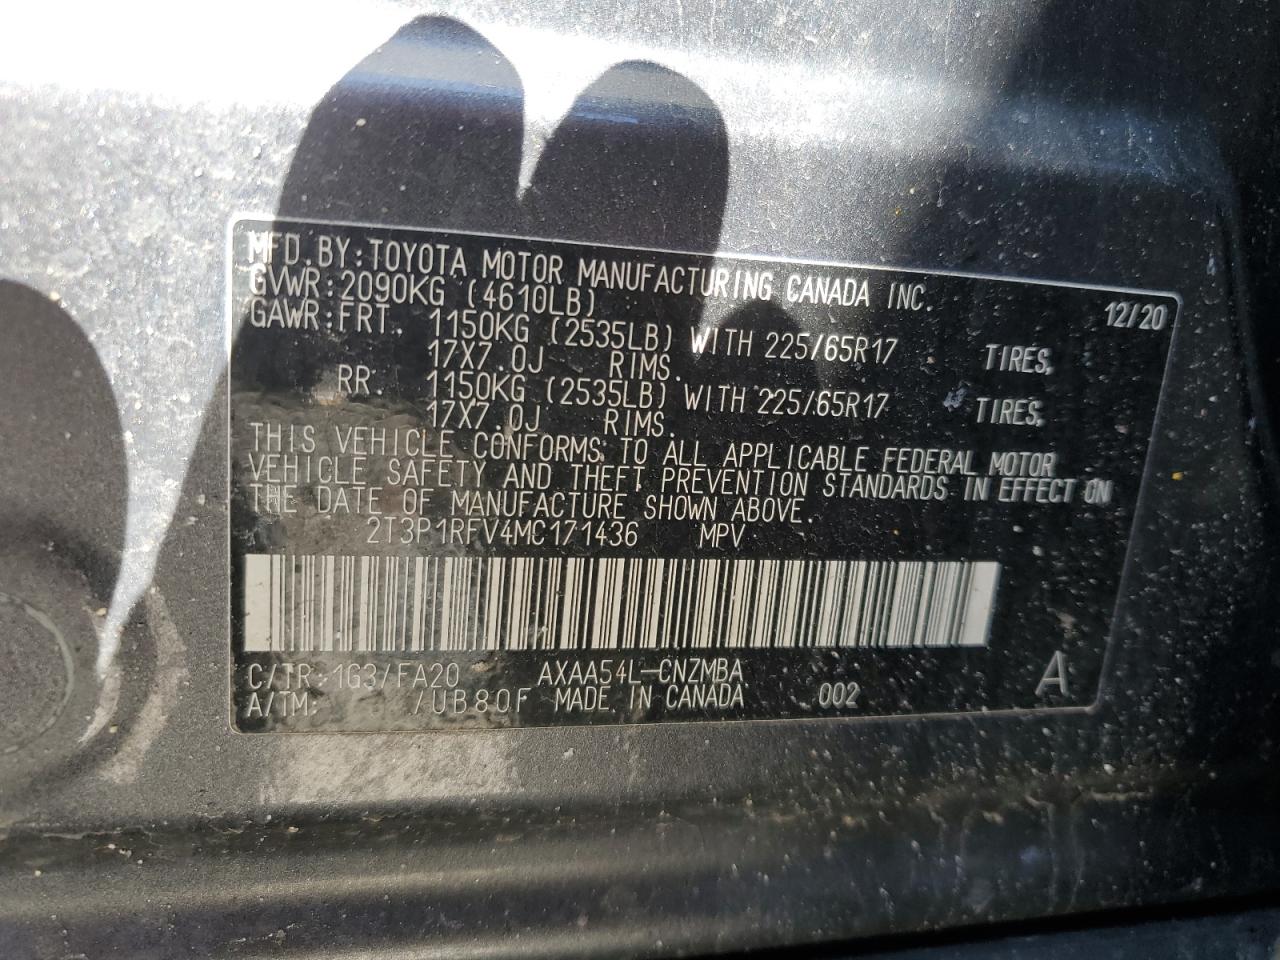 MFD. BY: TOYOTA MOTOR MANUFACTURING CANADA INC. 12/20
GVWR: 2090KG (4610LB)
GAWR: FRT. 1150KG (2535LB) WITH 225/65R17 TIRES,
17X7.0J RIMS.
RR. 1150KG (2535LB) WITH 225/65R17 TIRES,
17X7.0J RIMS.
THIS VEHICLE CONFORMS TO ALL APPLICABLE FEDERAL MOTOR
VEHICLE SAFETY AND THEFT PREVENTION STANDARDS IN EFFECT ON
THE DATE OF MANUFACTURE SHOWN ABOVE.
2T3P1RFV4MC171436 MPV
C/TR: 1G3/FA20 AXAA54L-CNZMBA A
A/TM: /UB80F MADE IN CANADA 002